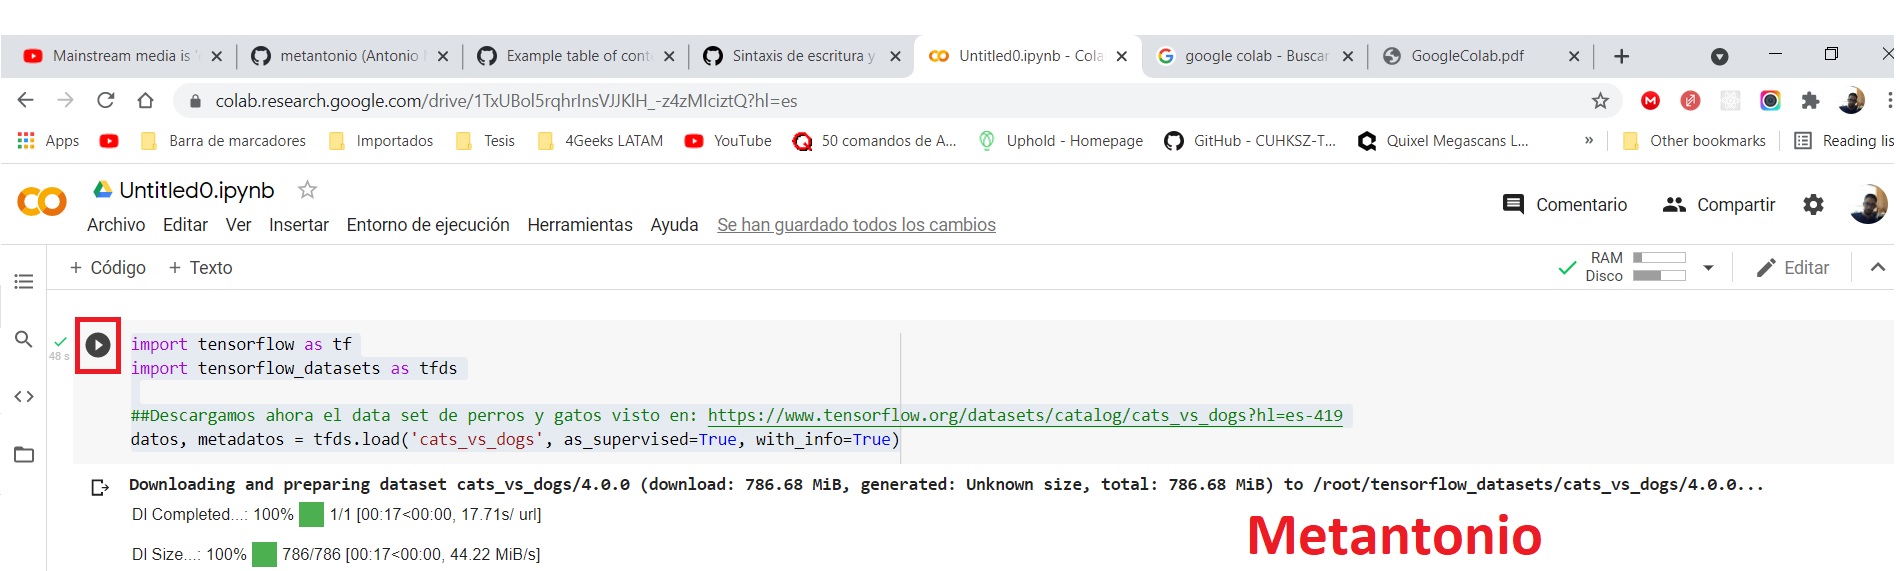 Mainstream media is
metantonio (Antonio
Example table of cont
Sintaxis de escritura y
Untitled0.ipynb - Cola
google colab - Buscar
GoogleColab.pdf
colab.research.google.com/drive/1TxUBol5rqhrInsVJJKlH_-z4zMIciztQ?hl=es
Apps
Barra de marcadores
Importados
Tesis
4Geeks LATAM
YouTube
50 comandos de A...
Uphold - Homepage
GitHub - CUHKSZ-T...
Quixel Megascans L...
»
Other bookmarks
Reading lis
Untitled0.ipynb
Archivo Editar Ver Insertar Entorno de ejecución Herramientas Ayuda Se han guardado todos los cambios
Comentario
Compartir
+ Código + Texto
RAM
Disco
Editar
48 s
import tensorflow as tf
import tensorflow_datasets as tfds
##Descargamos ahora el data set de perros y gatos visto en: https://www.tensorflow.org/datasets/catalog/cats_vs_dogs?hl=es-419
datos, metadatos = tfds.load('cats_vs_dogs', as_supervised=True, with_info=True)
Downloading and preparing dataset cats_vs_dogs/4.0.0 (download: 786.68 MiB, generated: Unknown size, total: 786.68 MiB) to /root/tensorflow_datasets/cats_vs_dogs/4.0.0...
Dl Completed...: 100% 1/1 [00:17<00:00, 17.71s/ url]
Dl Size...: 100% 786/786 [00:17<00:00, 44.22 MiB/s]
Metantonio